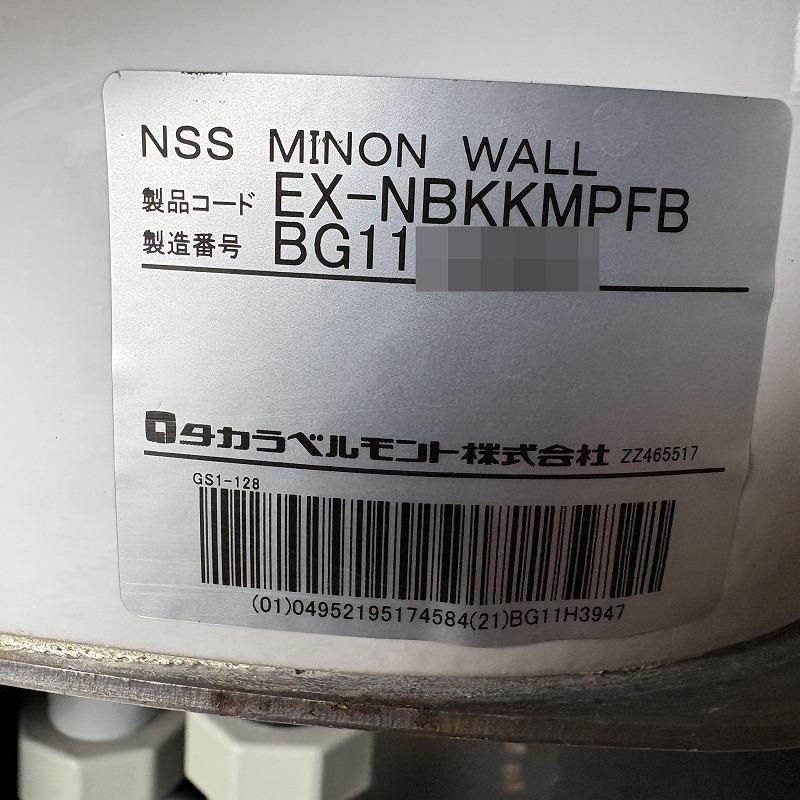 NSS MINON WALL
製品コード EX-NBKKMPFB
製造番号 BG11
タカラベルモント株式会社 ZZ465517
GS1-128
(01)04952195174584(21)BG11H3947